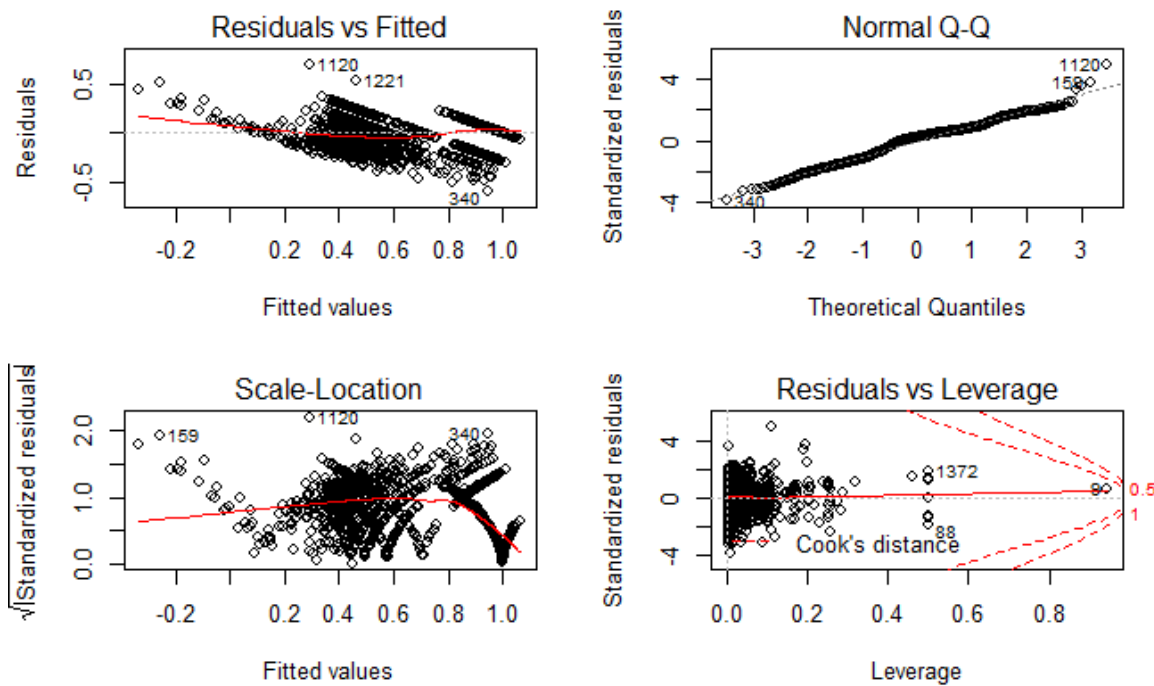 Residuals vs Fitted
Residuals
0.5
-0.5
1120
1221
340
-0.2 0.2 0.4 0.6 0.8 1.0
Fitted values
Normal Q-Q
Standardized residuals
4
0
-4
1120
159
340
-3 -2 -1 0 1 2 3
Theoretical Quantiles
Scale-Location
√|Standardized residuals|
2.0
1.0
0.0
159
1120
340
-0.2 0.2 0.4 0.6 0.8 1.0
Fitted values
Residuals vs Leverage
Standardized residuals
4
0
-4
1372
88
0.5
1
Cook's distance
0.0 0.2 0.4 0.6 0.8
Leverage